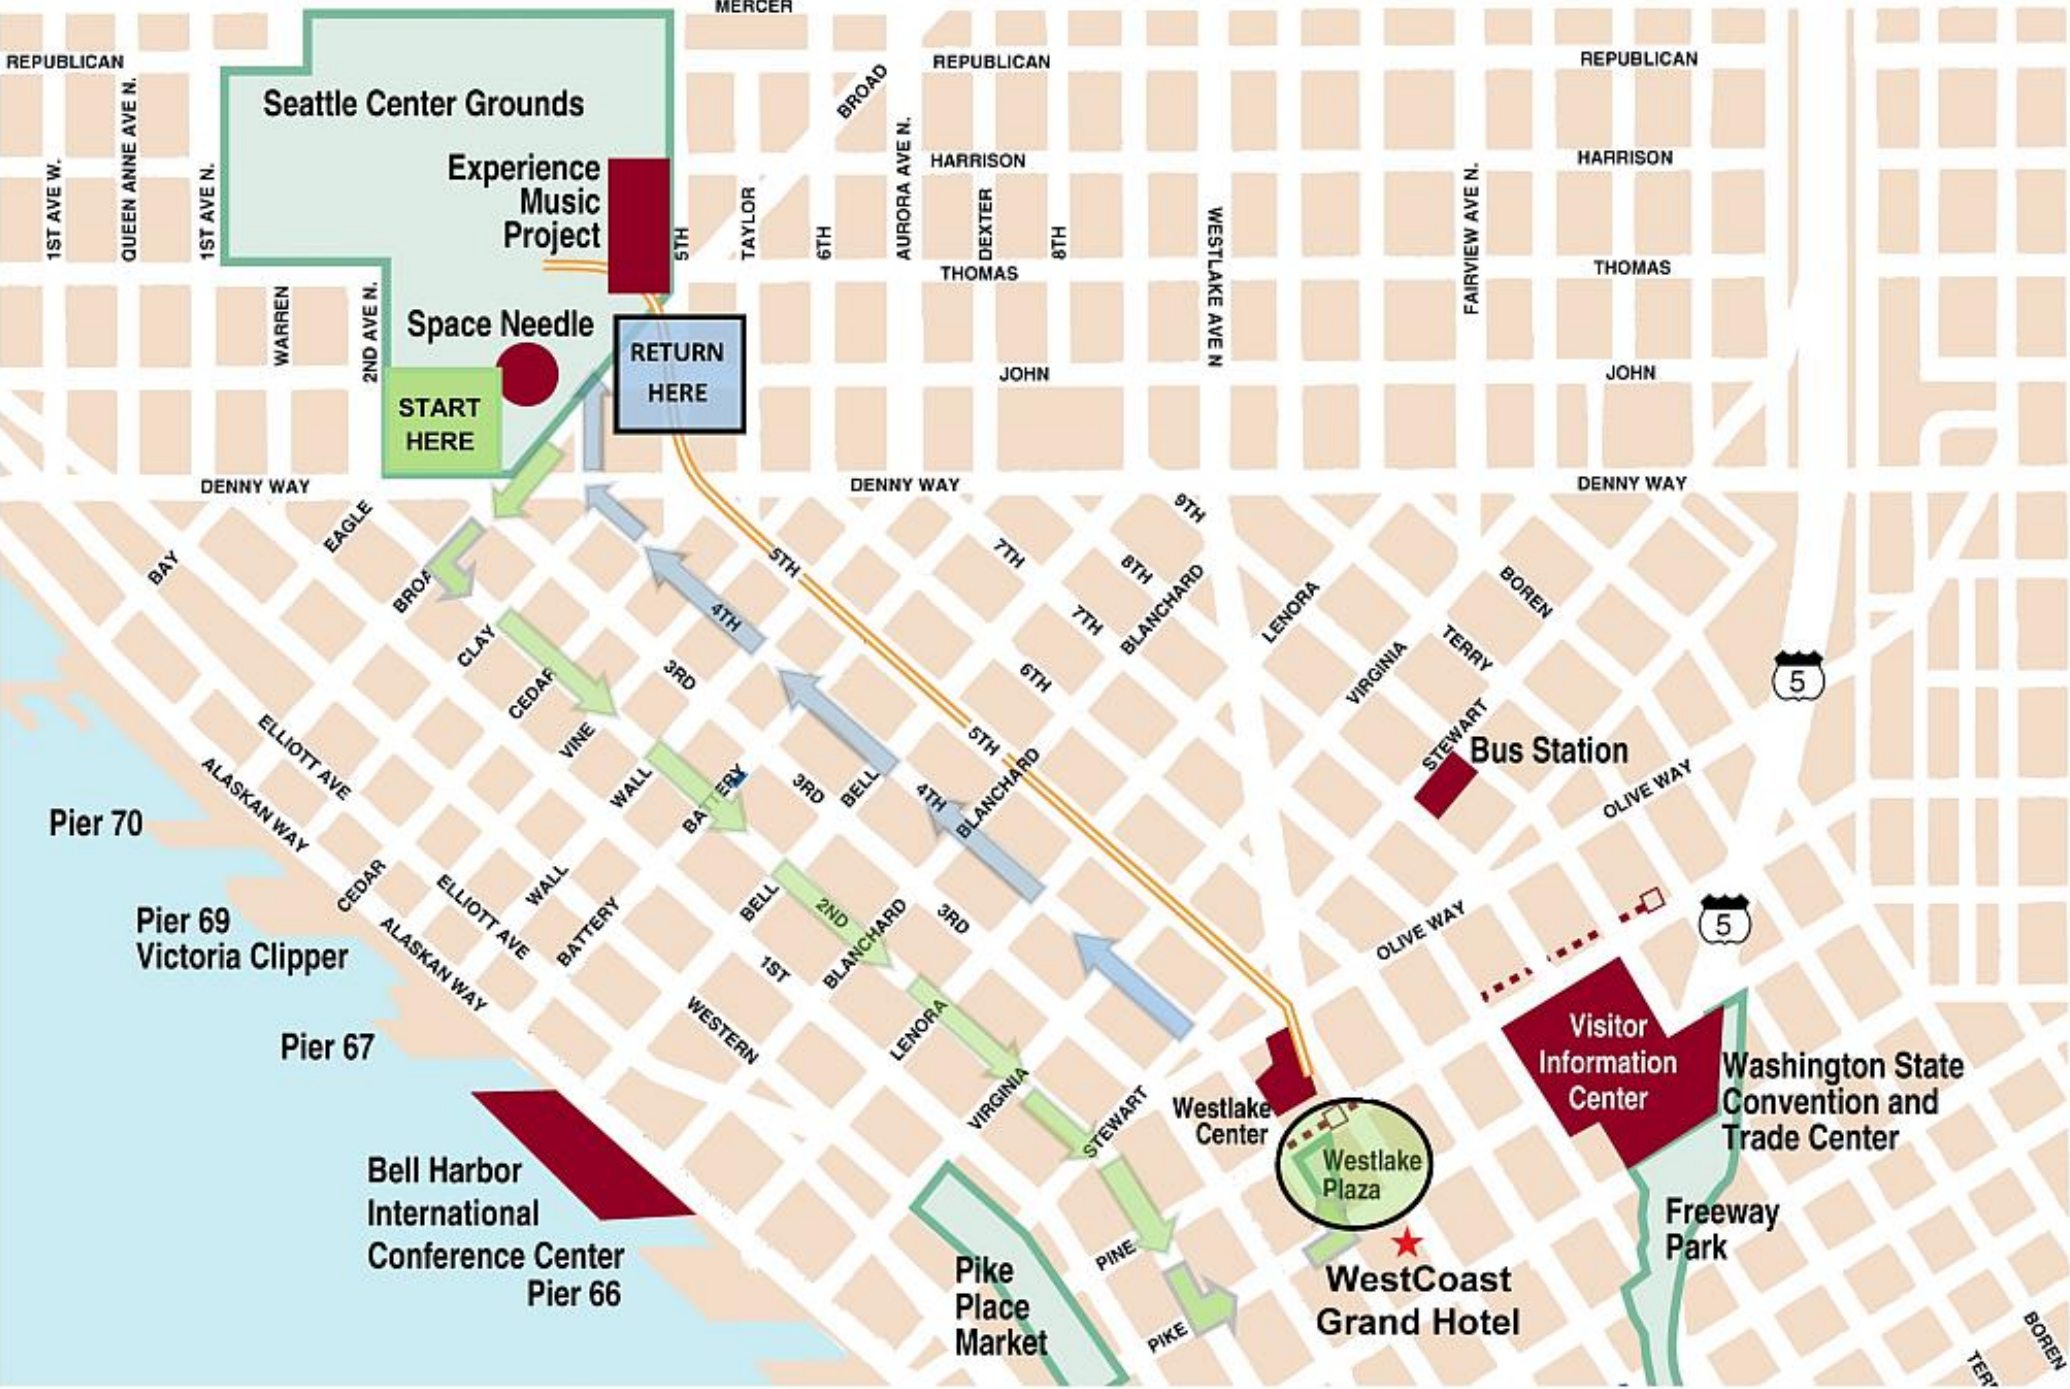 MERCER
REPUBLICAN
REPUBLICAN
REPUBLICAN
BROAD
QUEEN ANNE AVE N.
Seattle Center Grounds
1ST AVE W.
1ST AVE N.
Experience
Music
Project
AURORA AVE N.
HARRISON
HARRISON
5TH
TAYLOR
6TH
DEXTER
8TH
WESTLAKE AVE N
FAIRVIEW AVE N.
THOMAS
THOMAS
WARREN
2ND AVE N.
Space Needle
RETURN
HERE
START
HERE
JOHN
JOHN
DENNY WAY
DENNY WAY
DENNY WAY
EAGLE
BAY
9TH
7TH
8TH
5TH
BOREN
BROA
4TH
7TH
BLANCHARD
LENORA
CLAY
CEDAR
3RD
6TH
VIRGINIA
TERRY
5
STEWART
Bus Station
ELLIOTT AVE
VINE
5TH
ALASKAN WAY
WALL
BATTERY
3RD
BELL
4TH
BLANCHARD
OLIVE WAY
Pier 70
CEDAR
ELLIOTT AVE
WALL
BELL
2ND
3RD
OLIVE WAY
5
Pier 69
Victoria Clipper
ALASKAN WAY
BATTERY
1ST
BLANCHARD
Pier 67
WESTERN
LENORA
Visitor
Information
Center
Washington State
Convention and
Trade Center
VIRGINIA
STEWART
Westlake
Center
Westlake
Plaza
Bell Harbor
International
Conference Center
Pier 66
Freeway
Park
PINE
Pike
Place
Market
WestCoast
Grand Hotel
PIKE
BOREN
TER